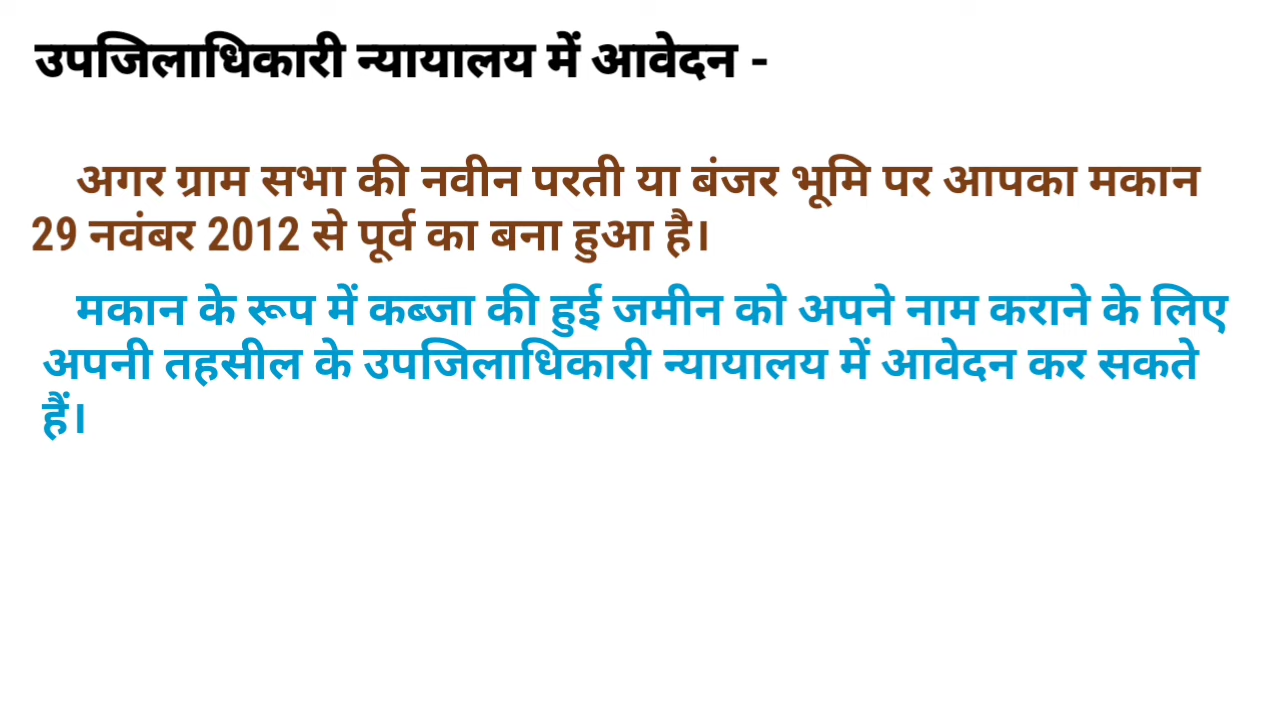 उपजिलाधिकारी न्यायालय में आवेदन -
अगर ग्राम सभा की नवीन परती या बंजर भूमि पर आपका मकान
29 नवंबर 2012 से पूर्व का बना हुआ है।
मकान के रूप में कब्जा की हुई जमीन को अपने नाम कराने के लिए
अपनी तहसील के उपजिलाधिकारी न्यायालय में आवेदन कर सकते
हैं।